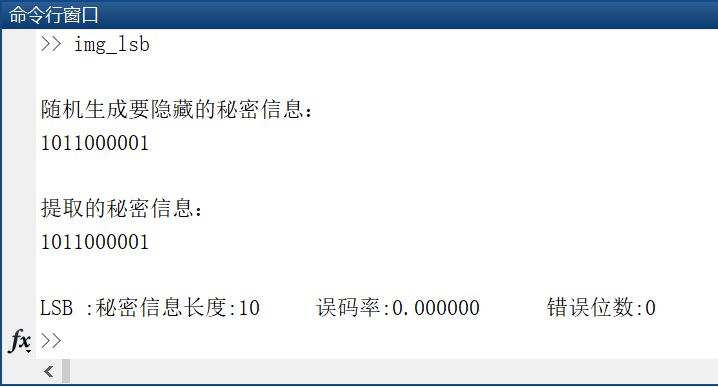 命令行窗口
>> img_lsb
随机生成要隐藏的秘密信息:
1011000001
提取的秘密信息:
1011000001
LSB :秘密信息长度:10 误码率:0.000000 错误位数:0
fx >>